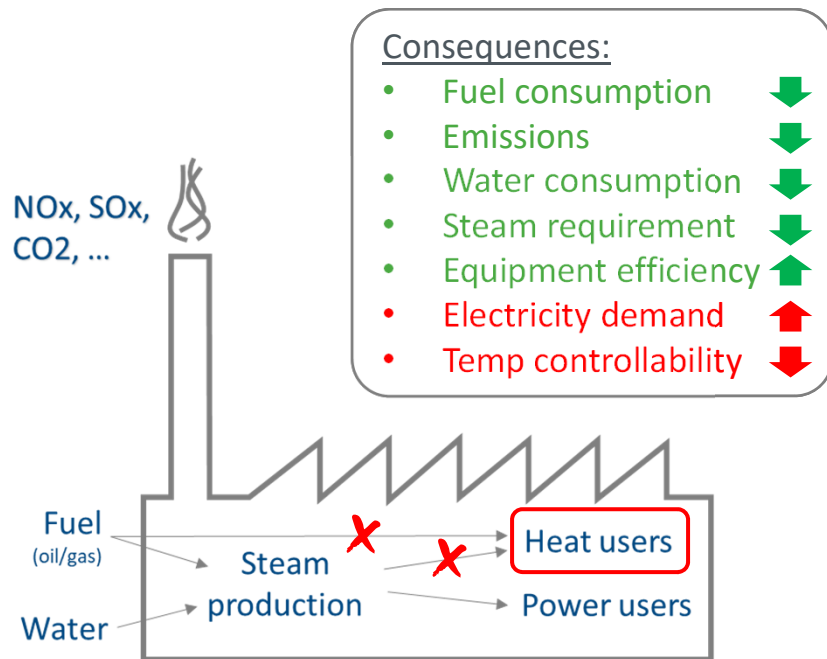 Consequences:
• Fuel consumption
• Emissions
• Water consumption
• Steam requirement
• Equipment efficiency
• Electricity demand
• Temp controllability
NOx, SOx,
CO2, ...
Fuel
(oil/gas)
Heat users
Steam
production
Power users
Water